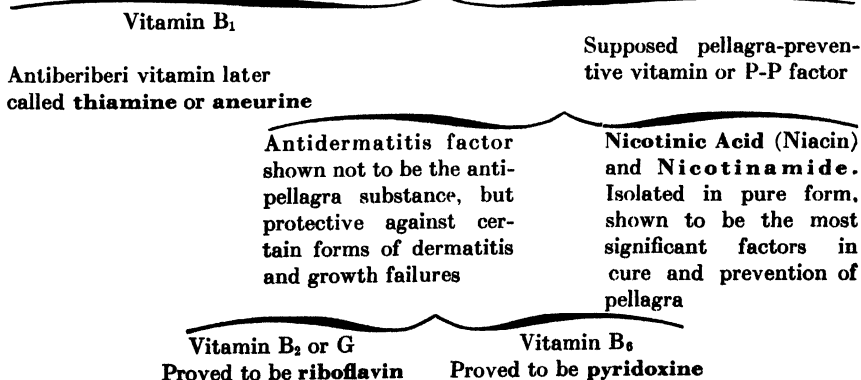 Vitamin B₁
Antiberiberi vitamin later
called thiamine or aneurine
Supposed pellagra-preven-
tive vitamin or P-P factor
Antidermatitis factor
shown not to be the anti-
pellagra substance, but
protective against cer-
tain forms of dermatitis
and growth failures
Nicotinic Acid (Niacin)
and Nicotinamide.
Isolated in pure form,
shown to be the most
significant factors in
cure and prevention of
pellagra
Vitamin B₂ or G
Proved to be riboflavin
Vitamin B₆
Proved to be pyridoxine